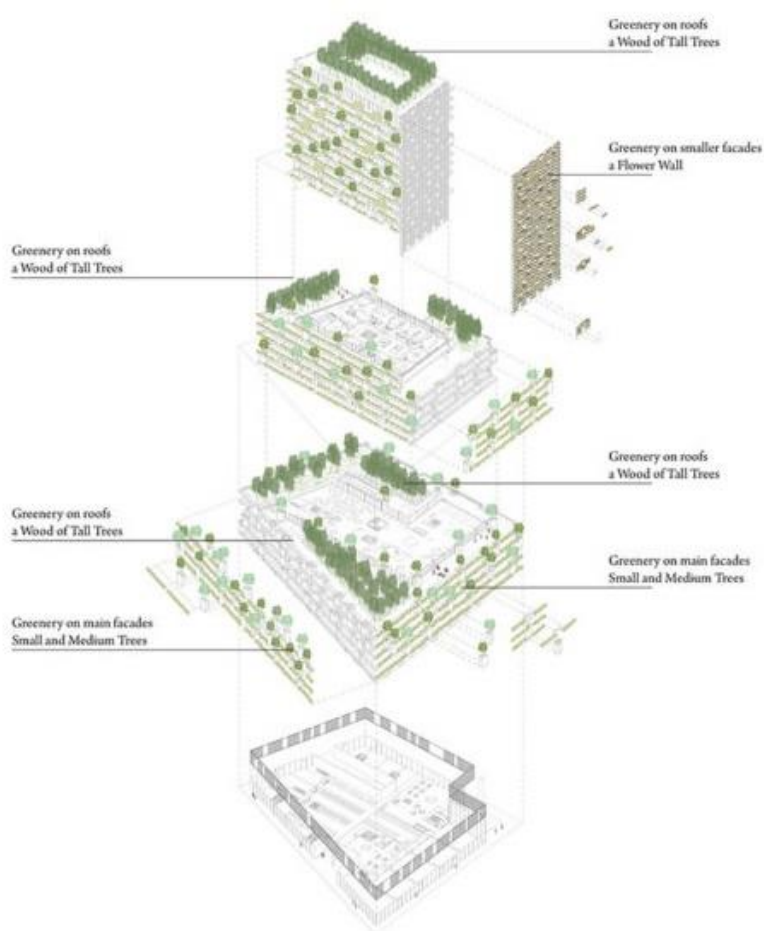 Greenery on roofs
a Wood of Tall Trees
Greenery on smaller facades
a Flower Wall
Greenery on roofs
a Wood of Tall Trees
Greenery on roofs
a Wood of Tall Trees
Greenery on roofs
a Wood of Tall Trees
Greenery on main facades
Small and Medium Trees
Greenery on main facades
Small and Medium Trees